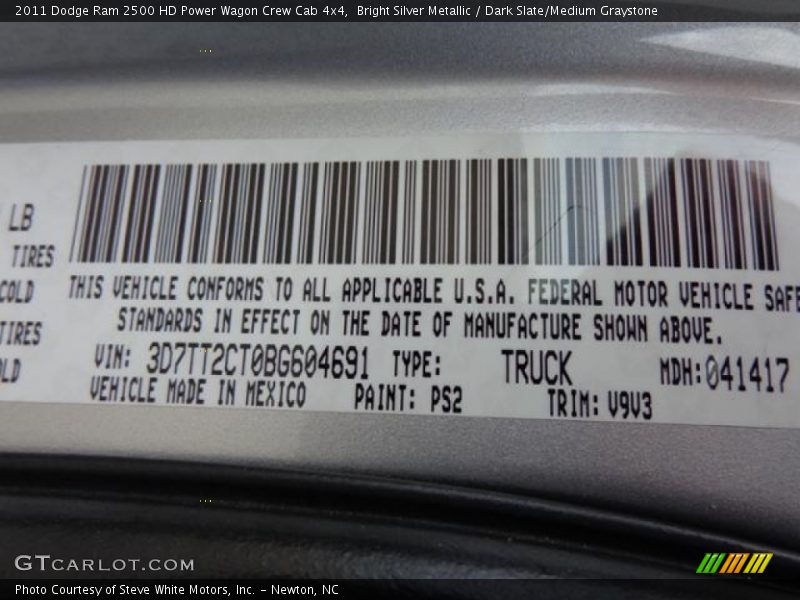 2011 Dodge Ram 2500 HD Power Wagon Crew Cab 4x4, Bright Silver Metallic / Dark Slate/Medium Graystone
LB
TIRES
COLD
TIRES
OLD
THIS VEHICLE CONFORMS TO ALL APPLICABLE U.S.A. FEDERAL MOTOR VEHICLE SAFE
STANDARDS IN EFFECT ON THE DATE OF MANUFACTURE SHOWN ABOVE.
VIN: 3D7TT2CT0BG604691 TYPE: TRUCK MDH:041417
VEHICLE MADE IN MEXICO PAINT: PS2 TRIM: V9V3
GTCARLOT.COM
Photo Courtesy of Steve White Motors, Inc. - Newton, NC